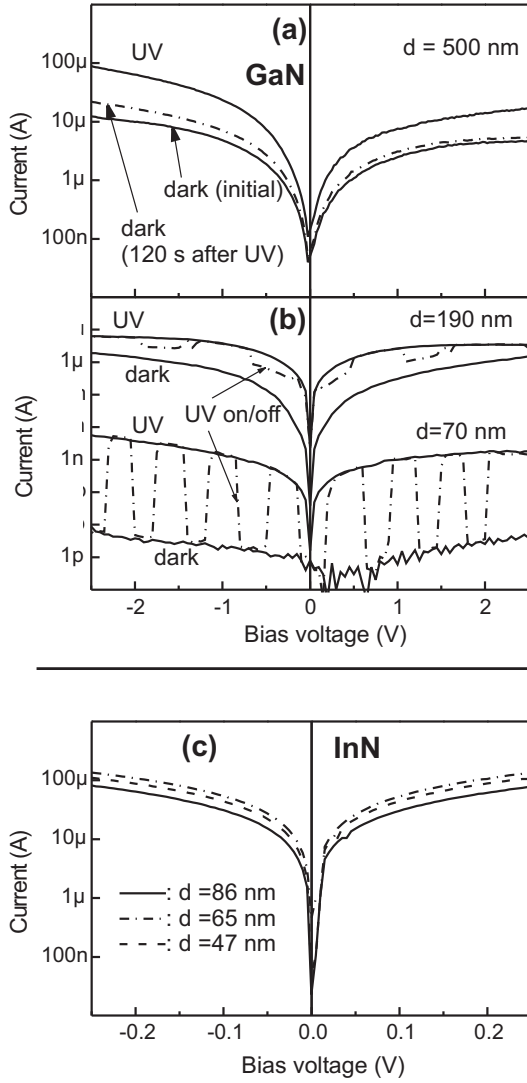 (a)
UV
GaN
d = 500 nm
100µ
10µ
1µ
100n
Current (A)
dark (initial)
dark
(120 s after UV)
(b)
UV
d=190 nm
1µ
dark
UV on/off
UV
d=70 nm
1n
dark
1p
Current (A)
-2 -1 0 1 2
Bias voltage (V)
(c)
InN
100µ
10µ
1µ
100n
Current (A)
: d =86 nm
: d =65 nm
: d =47 nm
-0.2 -0.1 0.0 0.1 0.2
Bias voltage (V)